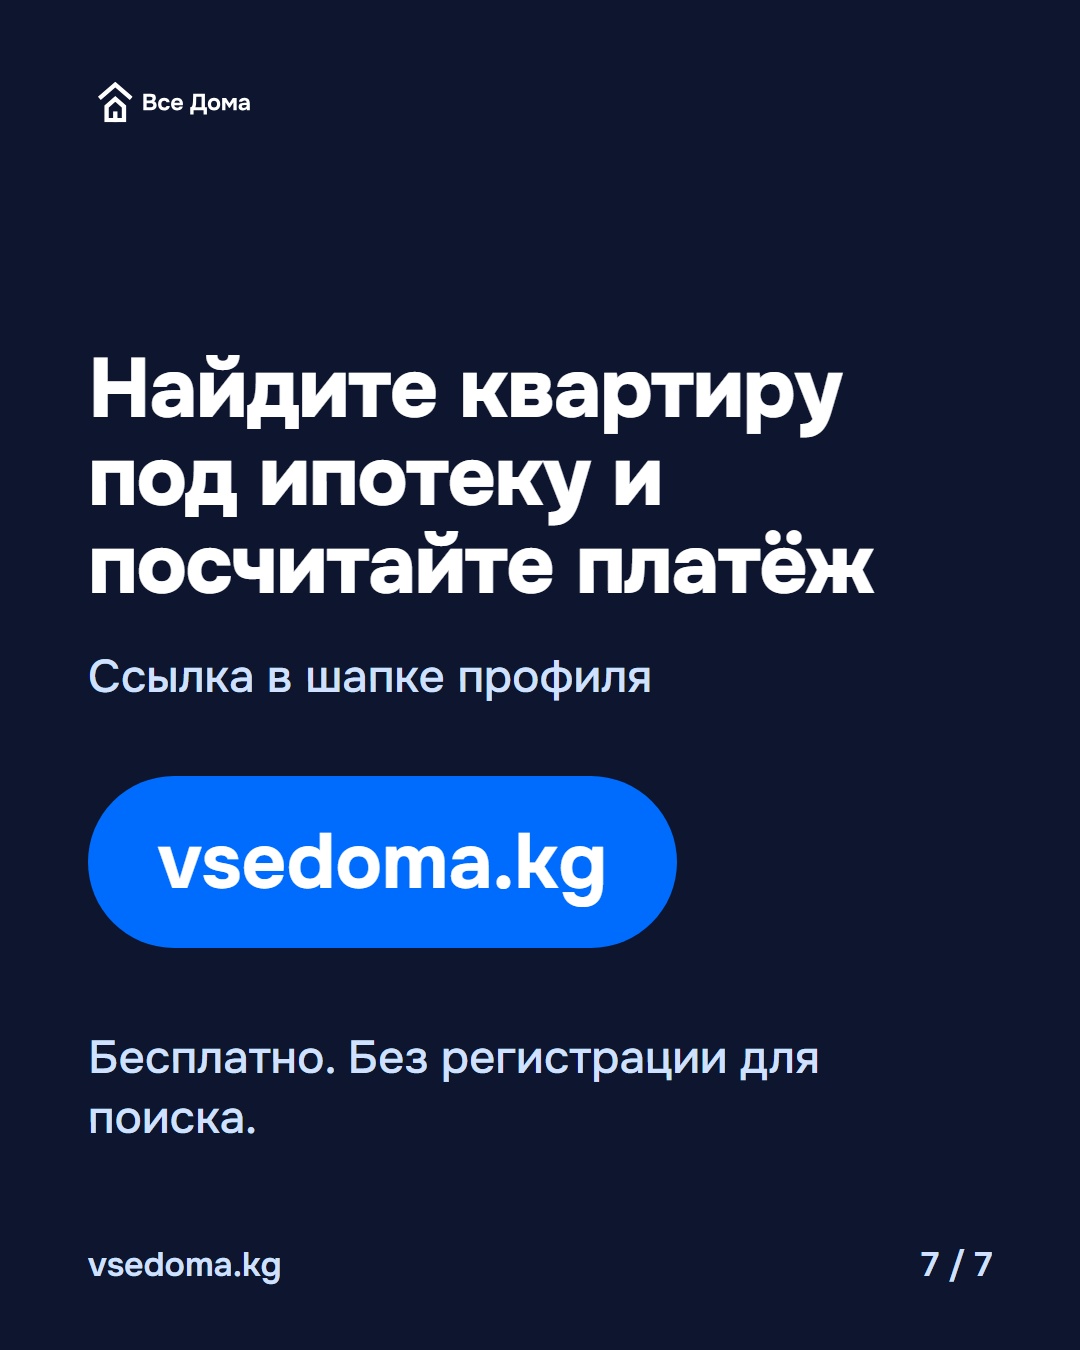 Все Дома
Найдите квартиру
под ипотеку и
посчитайте платёж
Ссылка в шапке профиля
vsedoma.kg
Бесплатно. Без регистрации для
поиска.
vsedoma.kg
7 / 7